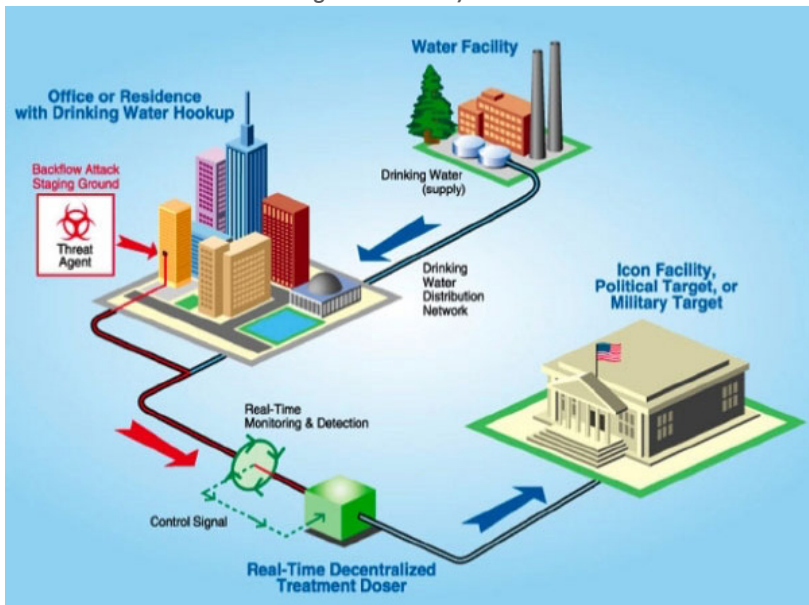 Water Facility
Office or Residence
with Drinking Water Hookup
Backflow Attack
Staging Ground
Threat
Agent
Drinking Water
(supply)
Drinking
Water
Distribution
Network
Icon Facility,
Political Target, or
Military Target
Real-Time
Monitoring & Detection
Control Signal
Real-Time Decentralized
Treatment Doser